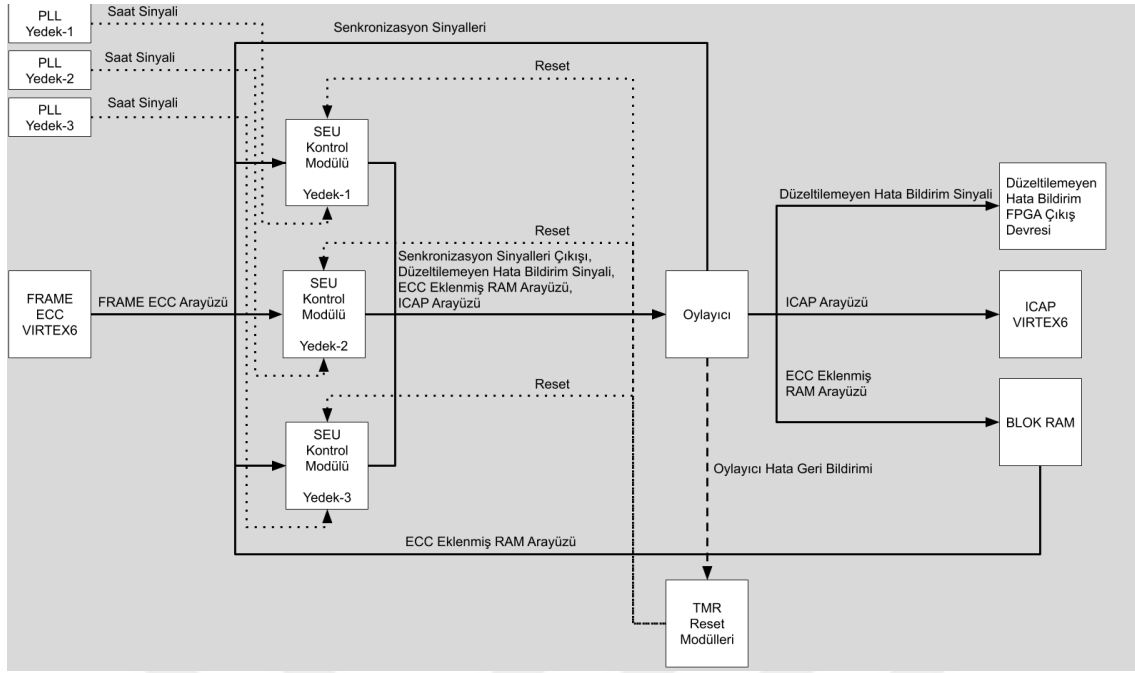 PLL
Yedek-1
Saat Sinyali
PLL
Yedek-2
Saat Sinyali
PLL
Yedek-3
Saat Sinyali
Senkronizasyon Sinyalleri
Reset
SEU
Kontrol
Modülü
Yedek-1
Düzeltilemeyen Hata Bildirim Sinyali
Düzeltilemeyen
Hata Bildirim
FPGA Çıkış
Devresi
Reset
FRAME
ECC
VIRTEX6
FRAME ECC Arayüzü
SEU
Kontrol
Modülü
Yedek-2
Senkronizasyon Sinyalleri Çıkışı,
Düzeltilemeyen Hata Bildirim Sinyali,
ECC Eklenmiş RAM Arayüzü,
ICAP Arayüzü
Oylayıcı
ICAP Arayüzü
ICAP
VIRTEX6
Reset
ECC Eklenmiş
RAM Arayüzü
BLOK RAM
SEU
Kontrol
Modülü
Yedek-3
Oylayıcı Hata Geri Bildirimi
ECC Eklenmiş RAM Arayüzü
TMR
Reset
Modülleri